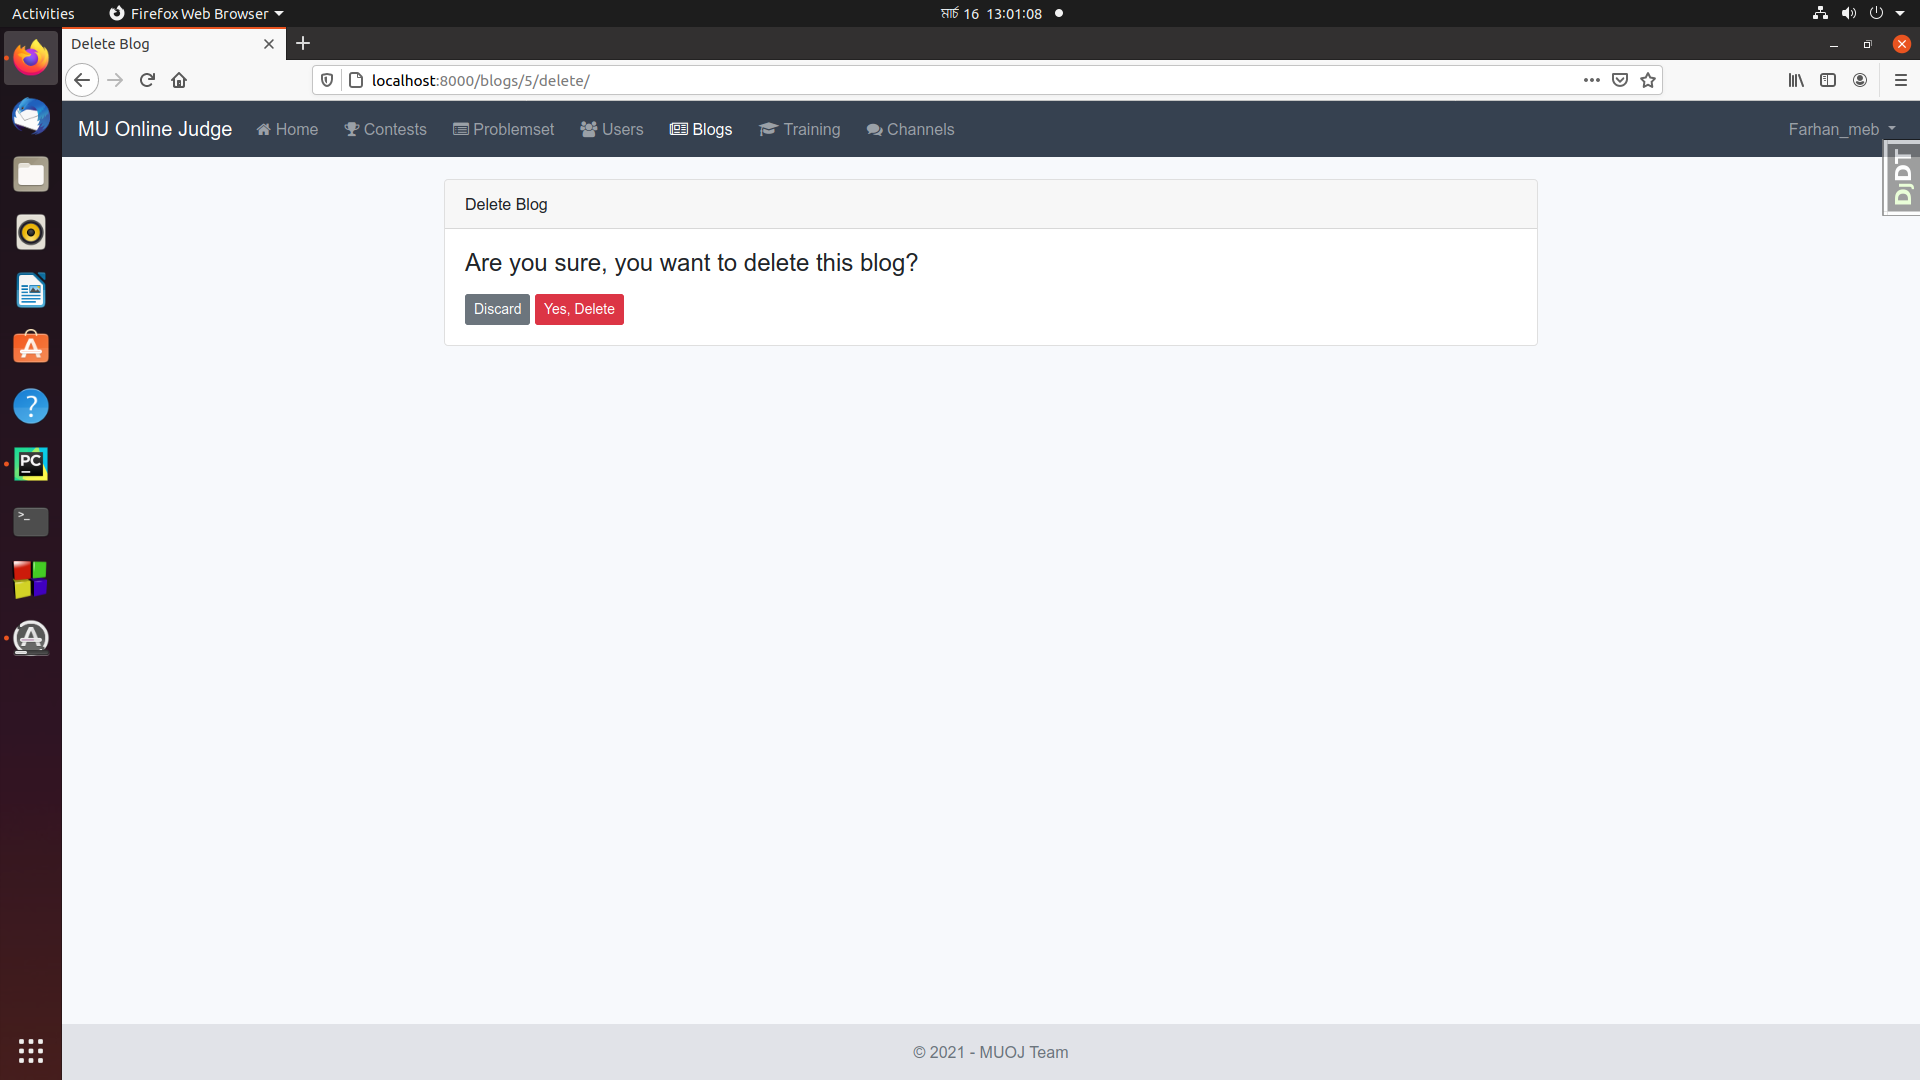 Activities Firefox Web Browser মার্চ 16 13:01:08
Delete Blog
localhost:8000/blogs/5/delete/
MU Online Judge Home Contests Problemset Users Blogs Training Channels Farhan_meb
DjDT
Delete Blog
Are you sure, you want to delete this blog?
Discard Yes, Delete
PC
>_
© 2021 - MUOJ Team